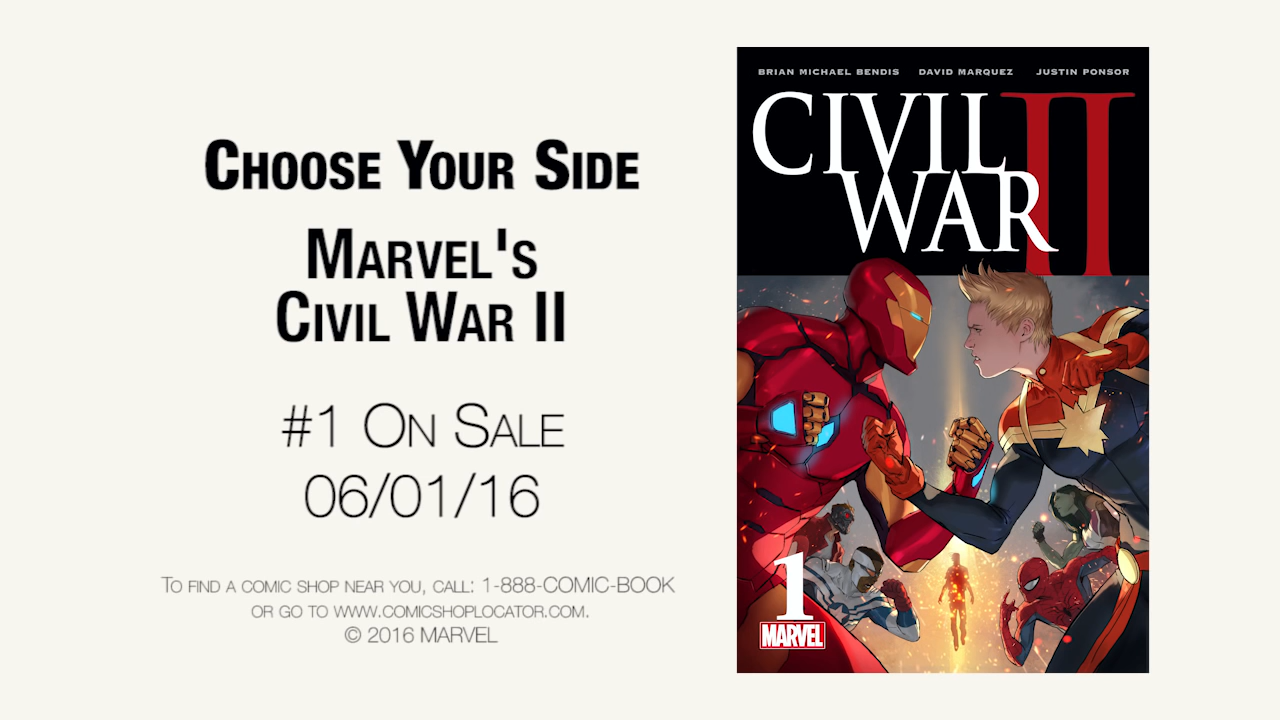 Choose Your Side
Marvel's
Civil War II
#1 On Sale
06/01/16
To find a comic shop near you, call: 1-888-COMIC-BOOK
or go to www.comicshoplocator.com.
© 2016 MARVEL
BRIAN MICHAEL BENDIS DAVID MARQUEZ JUSTIN PONSOR
CIVIL II
WAR
1
MARVEL